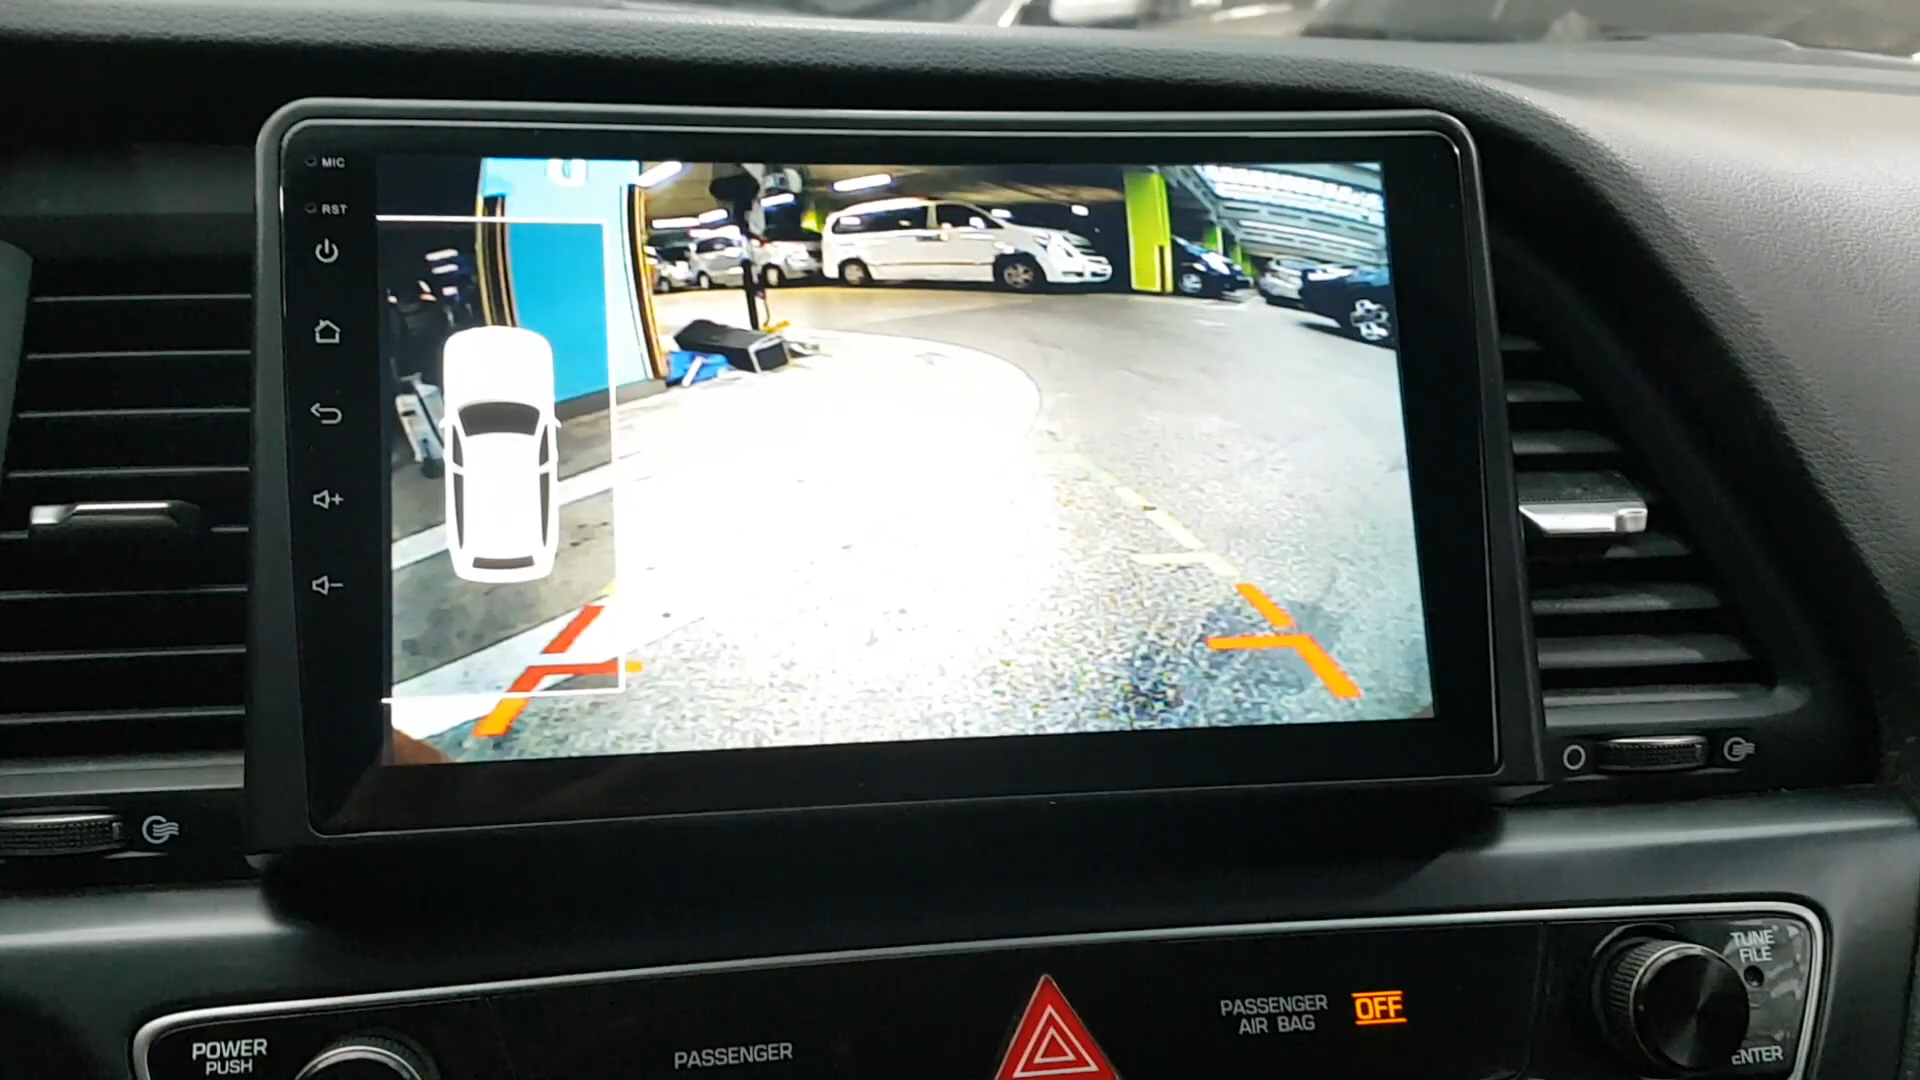 MIC
RST
POWER
PUSH
PASSENGER
PASSENGER
AIR BAG
OFF
TUNE
FILE
ENTER